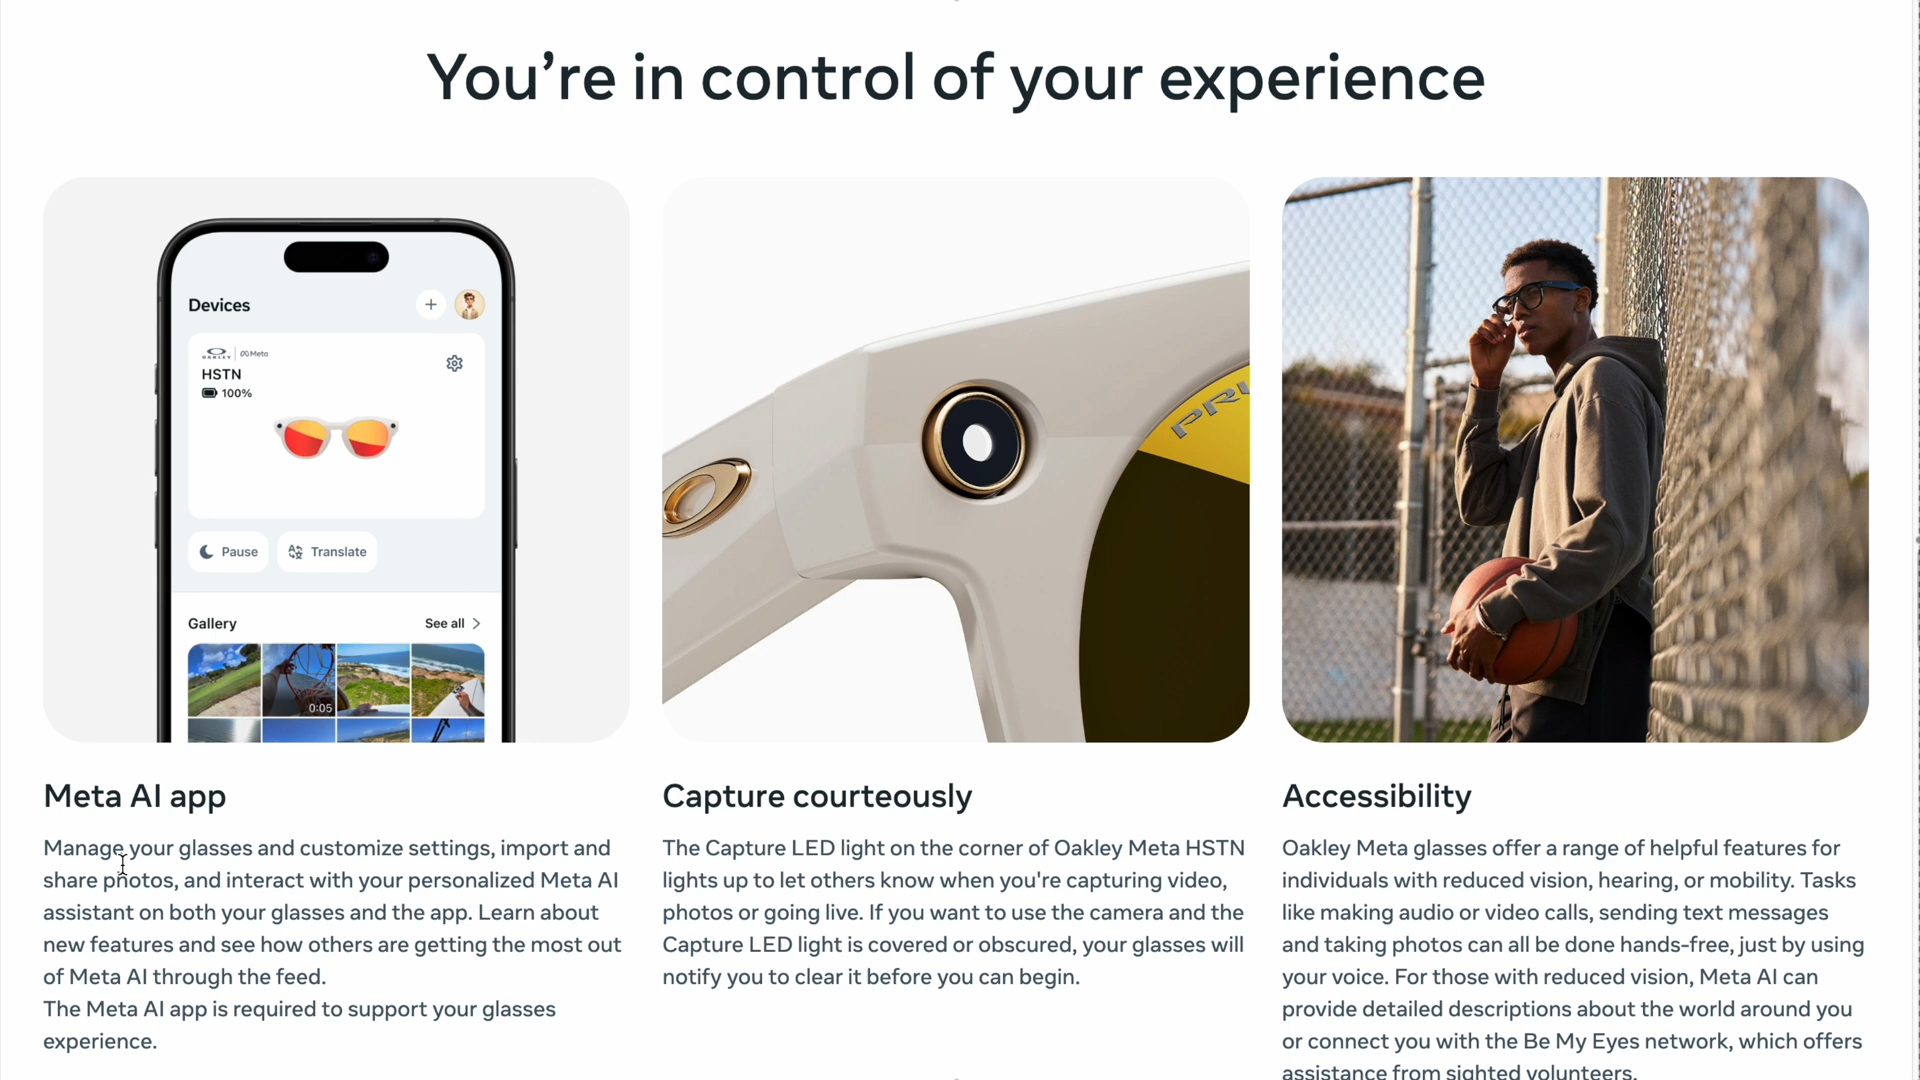 You’re in control of your experience
Devices
OAKLEY | Meta
HSTN
100%
Pause
Translate
Gallery
See all
0:05
PRI
Meta AI app
Manage your glasses and customize settings, import and
share photos, and interact with your personalized Meta AI
assistant on both your glasses and the app. Learn about
new features and see how others are getting the most out
of Meta AI through the feed.
The Meta AI app is required to support your glasses
experience.
Capture courteously
The Capture LED light on the corner of Oakley Meta HSTN
lights up to let others know when you're capturing video,
photos or going live. If you want to use the camera and the
Capture LED light is covered or obscured, your glasses will
notify you to clear it before you can begin.
Accessibility
Oakley Meta glasses offer a range of helpful features for
individuals with reduced vision, hearing, or mobility. Tasks
like making audio or video calls, sending text messages
and taking photos can all be done hands-free, just by using
your voice. For those with reduced vision, Meta AI can
provide detailed descriptions about the world around you
or connect you with the Be My Eyes network, which offers
assistance from sighted volunteers.